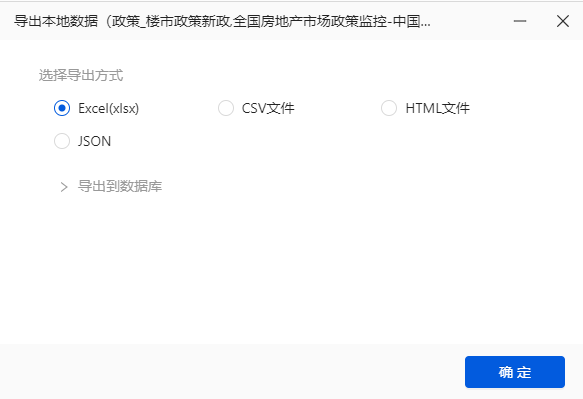 导出本地数据（政策_楼市政策新政,全国房地产市场政策监控-中国...
选择导出方式
Excel(xlsx) CSV文件 HTML文件
JSON
导出到数据库
确定